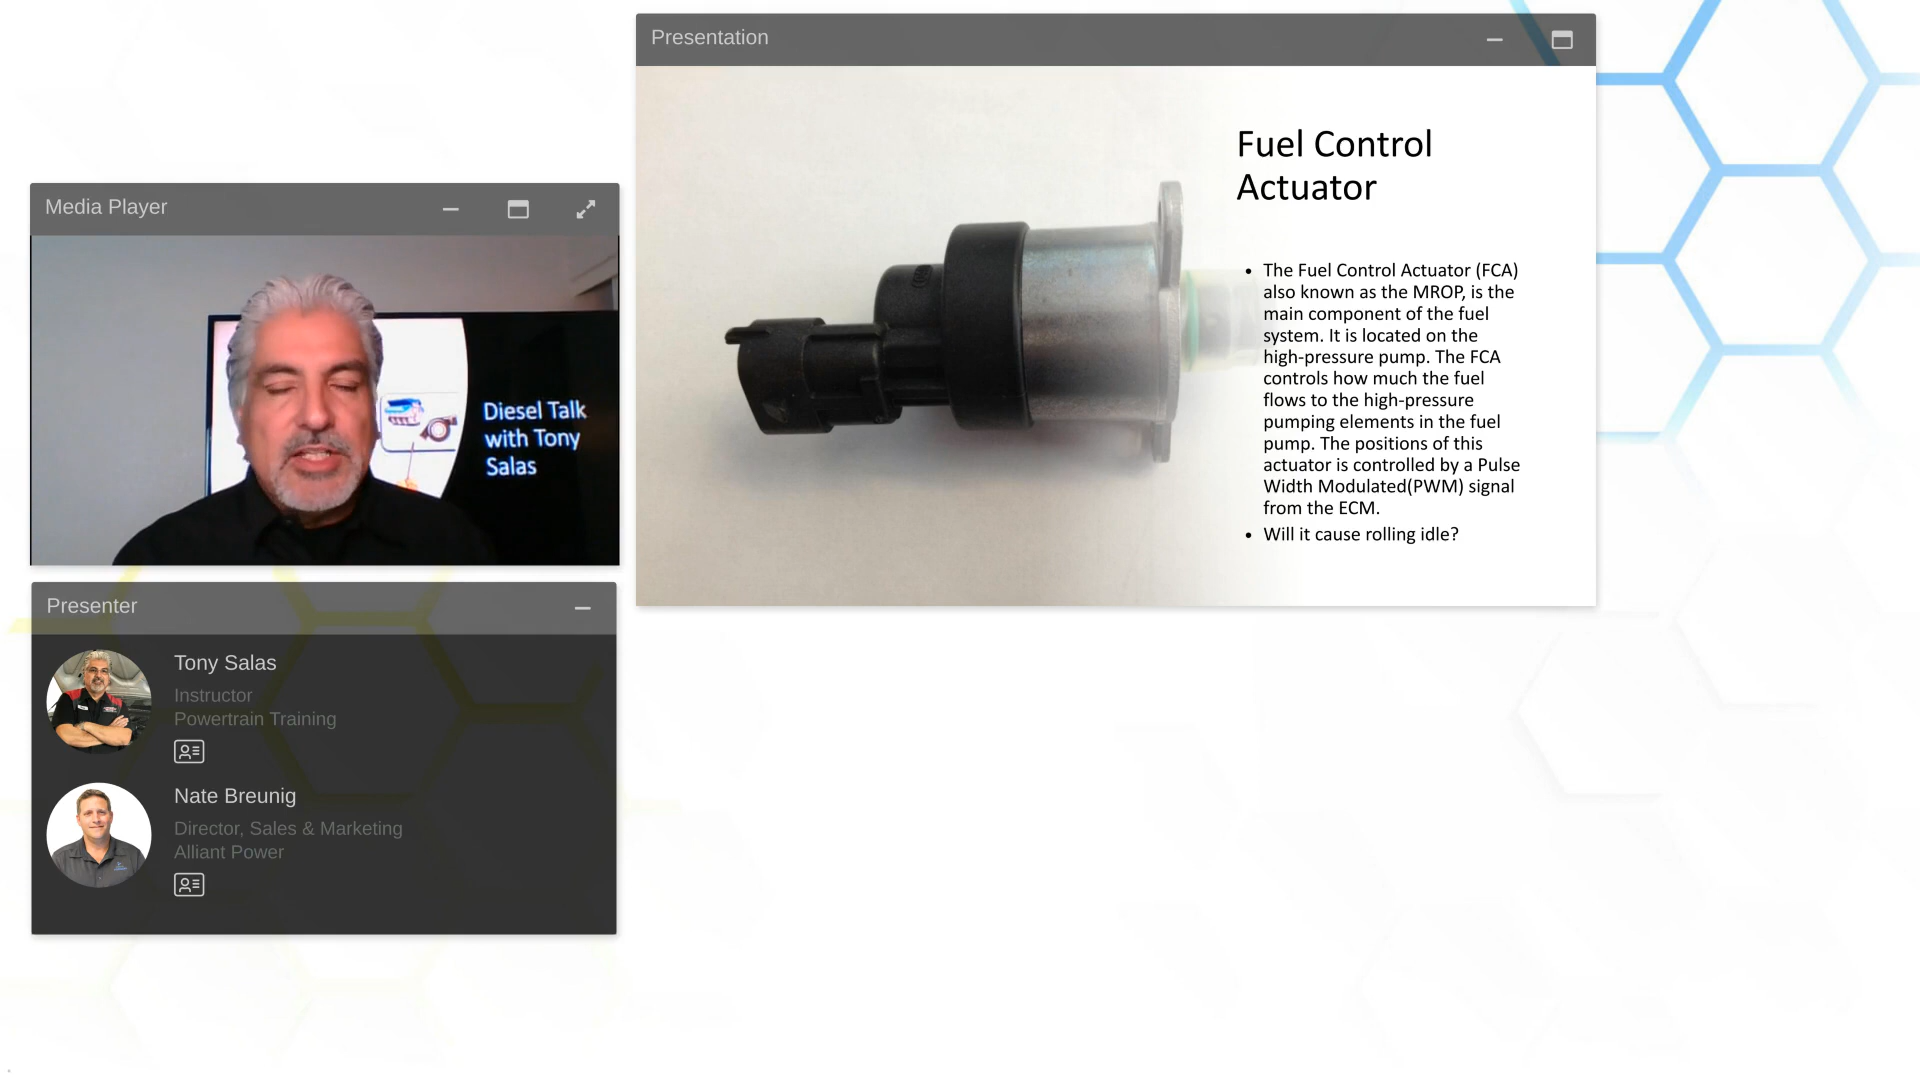 Presentation
Fuel Control
Actuator
• The Fuel Control Actuator (FCA)
also known as the MROP, is the
main component of the fuel
system. It is located on the
high-pressure pump. The FCA
controls how much the fuel
flows to the high-pressure
pumping elements in the fuel
pump. The positions of this
actuator is controlled by a Pulse
Width Modulated(PWM) signal
from the ECM.
• Will it cause rolling idle?
Media Player
Diesel Talk
with Tony
Salas
Presenter
Tony Salas
Instructor
Powertrain Training
Nate Breunig
Director, Sales & Marketing
Alliant Power